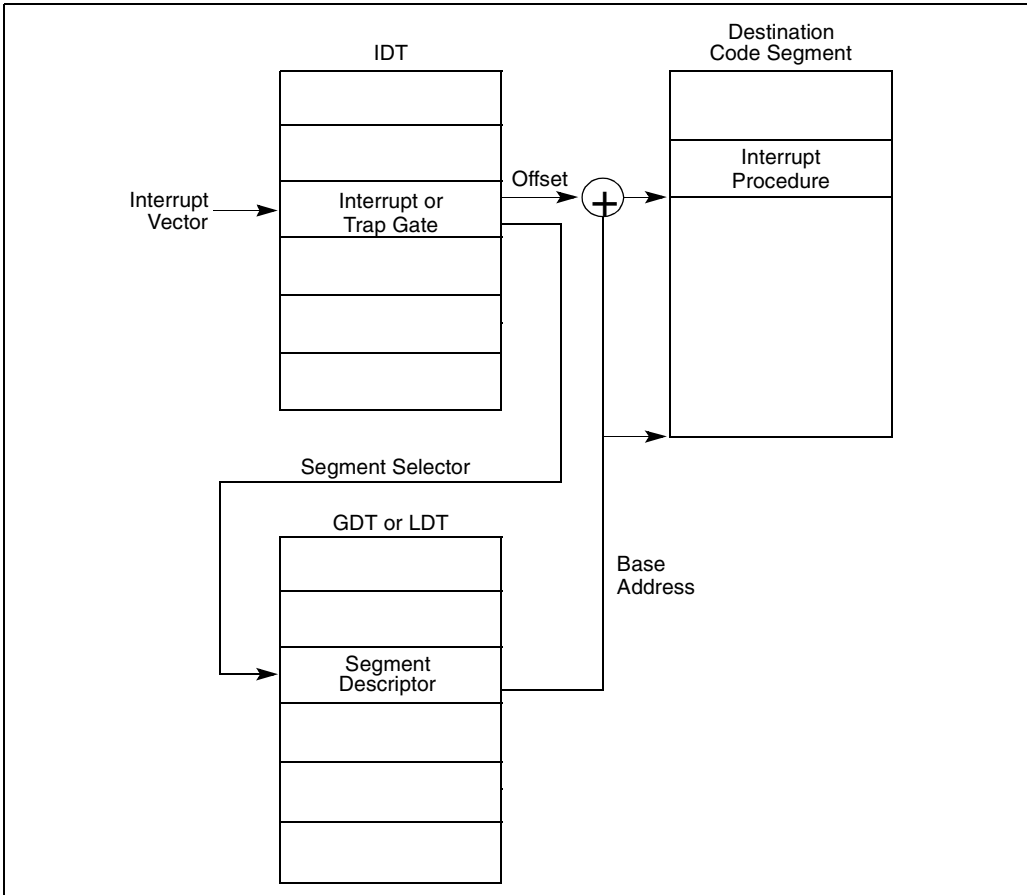 IDT
Destination
Code Segment
Interrupt
Vector
Interrupt or
Trap Gate
Offset
+
Interrupt
Procedure
Segment Selector
GDT or LDT
Base
Address
Segment
Descriptor